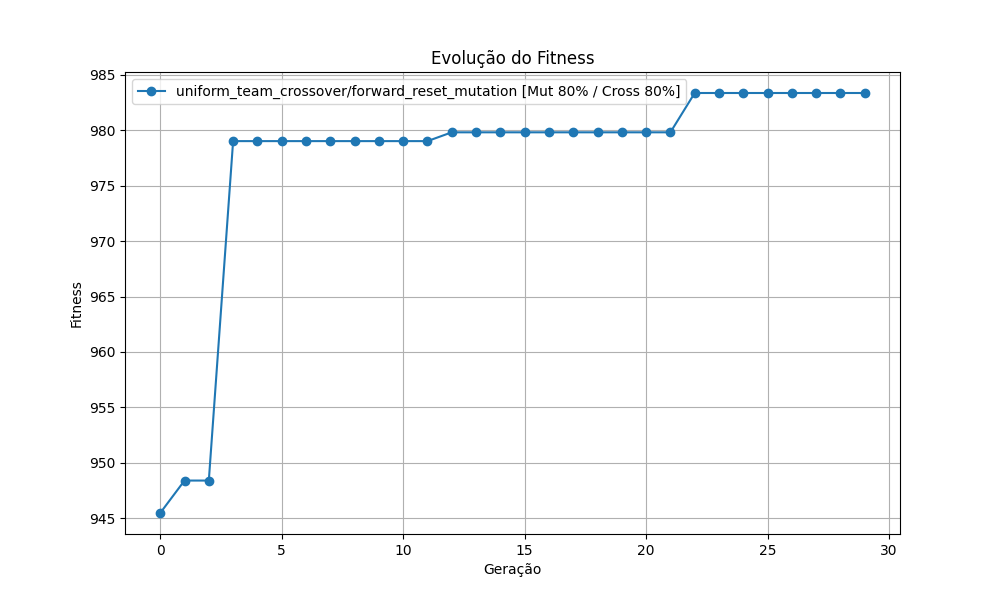 Evolução do Fitness
uniform_team_crossover/forward_reset_mutation [Mut 80% / Cross 80%]
Fitness
985
980
975
970
965
960
955
950
945
0 5 10 15 20 25 30
Geração